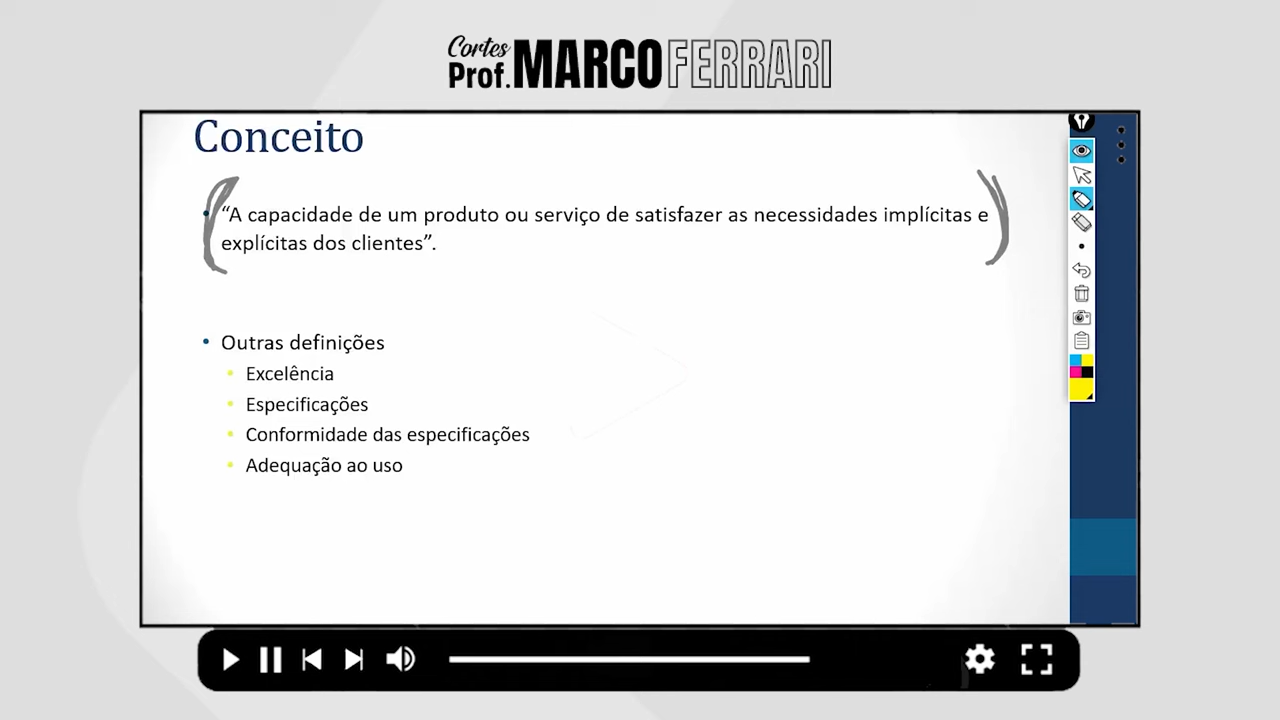 Cortes
Prof. MARCO FERRARI
Conceito
• “A capacidade de um produto ou serviço de satisfazer as necessidades implícitas e
explícitas dos clientes”.
• Outras definições
• Excelência
• Especificações
• Conformidade das especificações
• Adequação ao uso